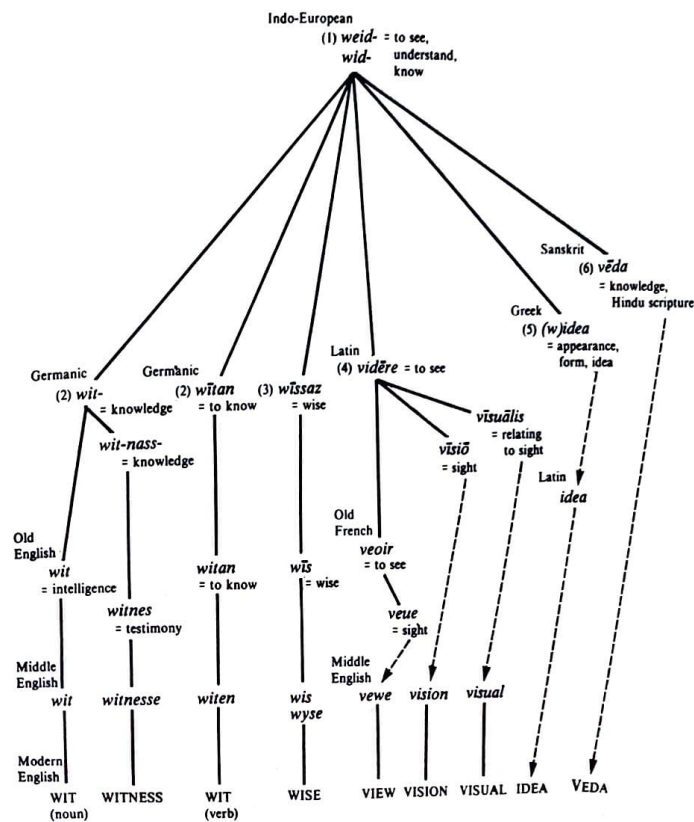 Indo-European
(1) weid- = to see,
wid- understand,
know
Sanskrit
(6) vēda
= knowledge,
Hindu scripture
Greek
(5) (w)idea
= appearance,
form, idea
Latin
(4) vidēre = to see
Germanic
(2) wit-
= knowledge
Germanic
(2) wītan
= to know
(3) wīssaz
= wise
wit-nass-
= knowledge
vīsuālis
= relating
to sight
vīsiō
= sight
Latin
idea
Old
English
wit
= intelligence
witnes
= testimony
witan
= to know
wīs
= wise
Old
French
veoir
= to see
veue
= sight
Middle
English
wit
witnesse
witen
wis
wyse
Middle
English
vewe
vision
visual
Modern
English
WIT
(noun)
WITNESS
WIT
(verb)
WISE
VIEW
VISION
VISUAL
IDEA
VEDA